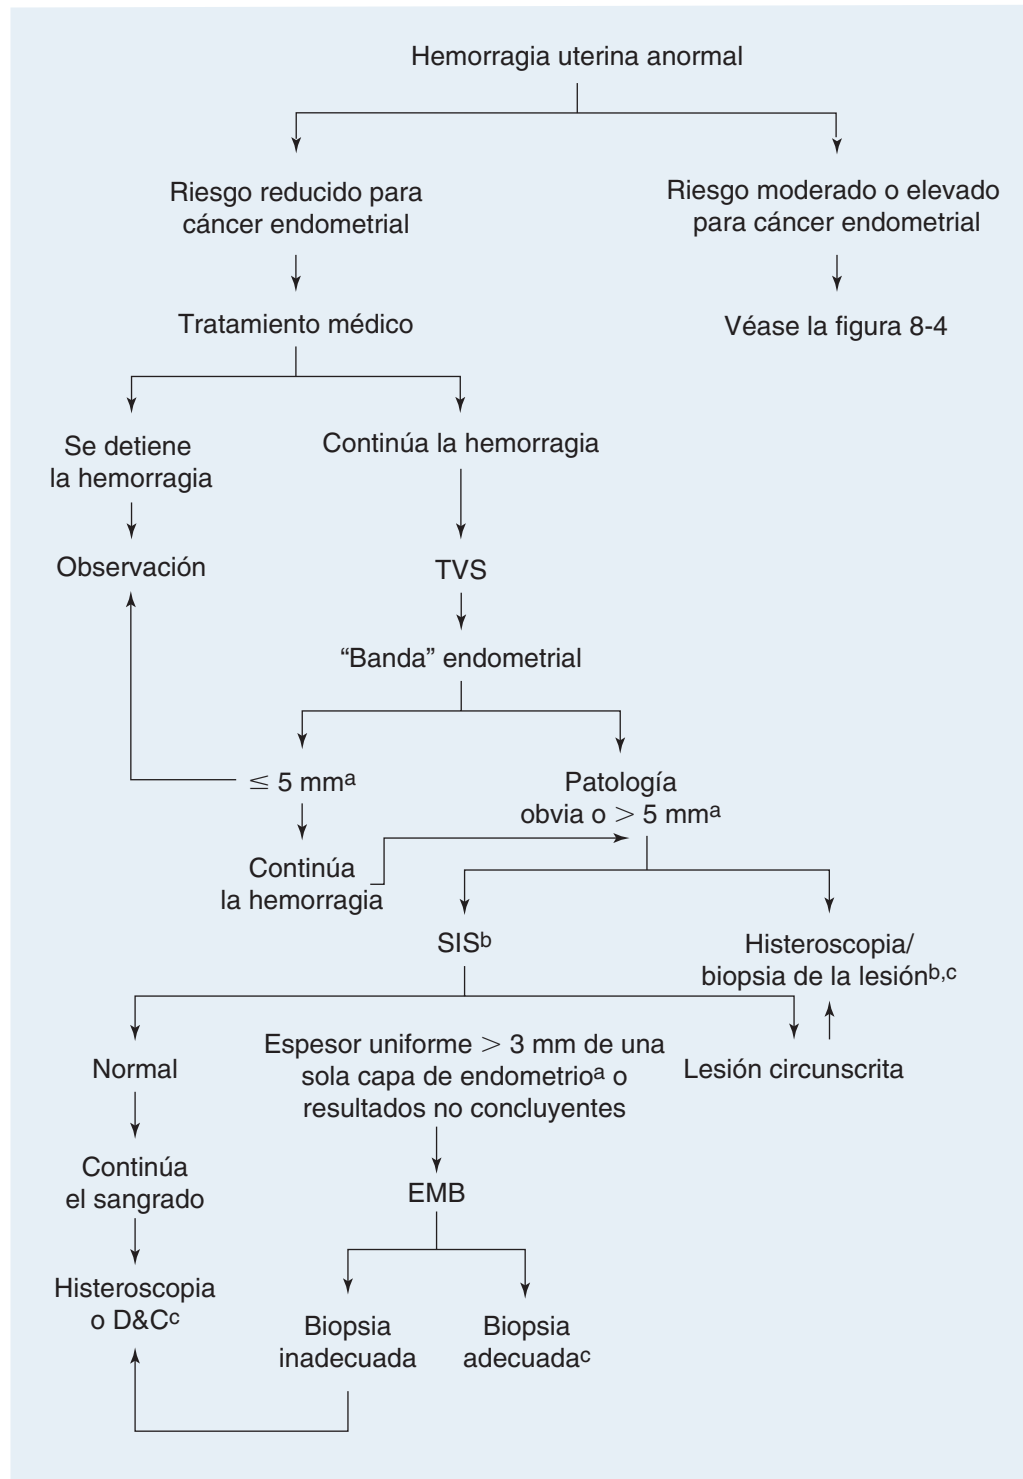 Hemorragia uterina anormal
Riesgo reducido para
cáncer endometrial
Riesgo moderado o elevado
para cáncer endometrial
Tratamiento médico
Véase la figura 8-4
Se detiene
la hemorragia
Continúa la hemorragia
Observación
TVS
“Banda” endometrial
≤ 5 mmᵃ
Patología
obvia o > 5 mmᵃ
Continúa
la hemorragia
SISᵇ
Histeroscopia/
biopsia de la lesiónᵇ,ᶜ
Normal
Espesor uniforme > 3 mm de una
sola capa de endometrioᵃ o
resultados no concluyentes
Lesión circunscrita
Continúa
el sangrado
EMB
Histeroscopia
o D&Cᶜ
Biopsia
inadecuada
Biopsia
adecuadaᶜ